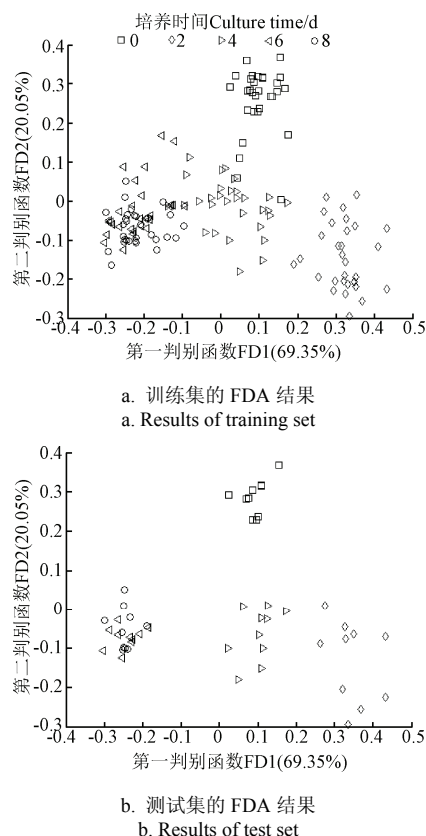 培养时间Culture time/d
0 2 4 6 8
0.4
0.3
0.2
0.1
0
-0.1
-0.2
-0.3
第二判别函数FD2(20.05%)
-0.4 -0.3 -0.2 -0.1 0 0.1 0.2 0.3 0.4 0.5
第一判别函数FD1(69.35%)
a. 训练集的 FDA 结果
a. Results of training set
0.4
0.3
0.2
0.1
0
-0.1
-0.2
-0.3
第二判别函数FD2(20.05%)
-0.4 -0.3 -0.2 -0.1 0 0.1 0.2 0.3 0.4 0.5
第一判别函数FD1(69.35%)
b. 测试集的 FDA 结果
b. Results of test set